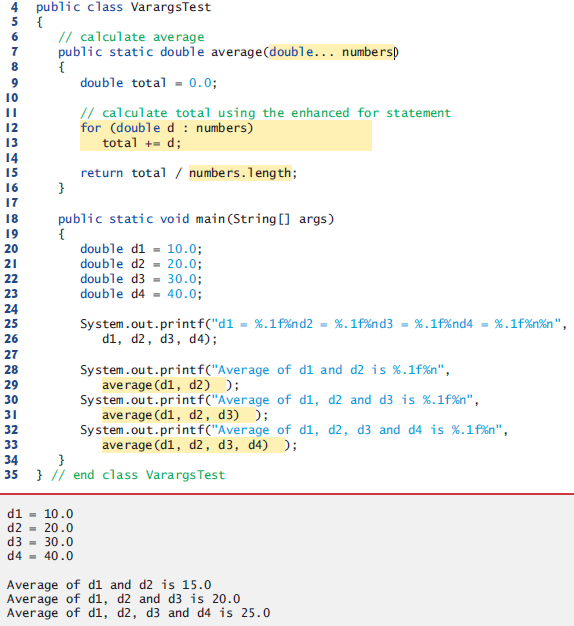 4 public class VarargsTest
5 {
6 // calculate average
7 public static double average(double... numbers)
8 {
9 double total = 0.0;
10
11 // calculate total using the enhanced for statement
12 for (double d : numbers)
13 total += d;
14
15 return total / numbers.length;
16 }
17
18 public static void main(String[] args)
19 {
20 double d1 = 10.0;
21 double d2 = 20.0;
22 double d3 = 30.0;
23 double d4 = 40.0;
24
25 System.out.printf("d1 = %.1f%nd2 = %.1f%nd3 = %.1f%nd4 = %.1f%n%n",
26 d1, d2, d3, d4);
27
28 System.out.printf("Average of d1 and d2 is %.1f%n",
29 average(d1, d2) );
30 System.out.printf("Average of d1, d2 and d3 is %.1f%n",
31 average(d1, d2, d3) );
32 System.out.printf("Average of d1, d2, d3 and d4 is %.1f%n",
33 average(d1, d2, d3, d4) );
34 }
35 } // end class VarargsTest
d1 = 10.0
d2 = 20.0
d3 = 30.0
d4 = 40.0
Average of d1 and d2 is 15.0
Average of d1, d2 and d3 is 20.0
Average of d1, d2, d3 and d4 is 25.0